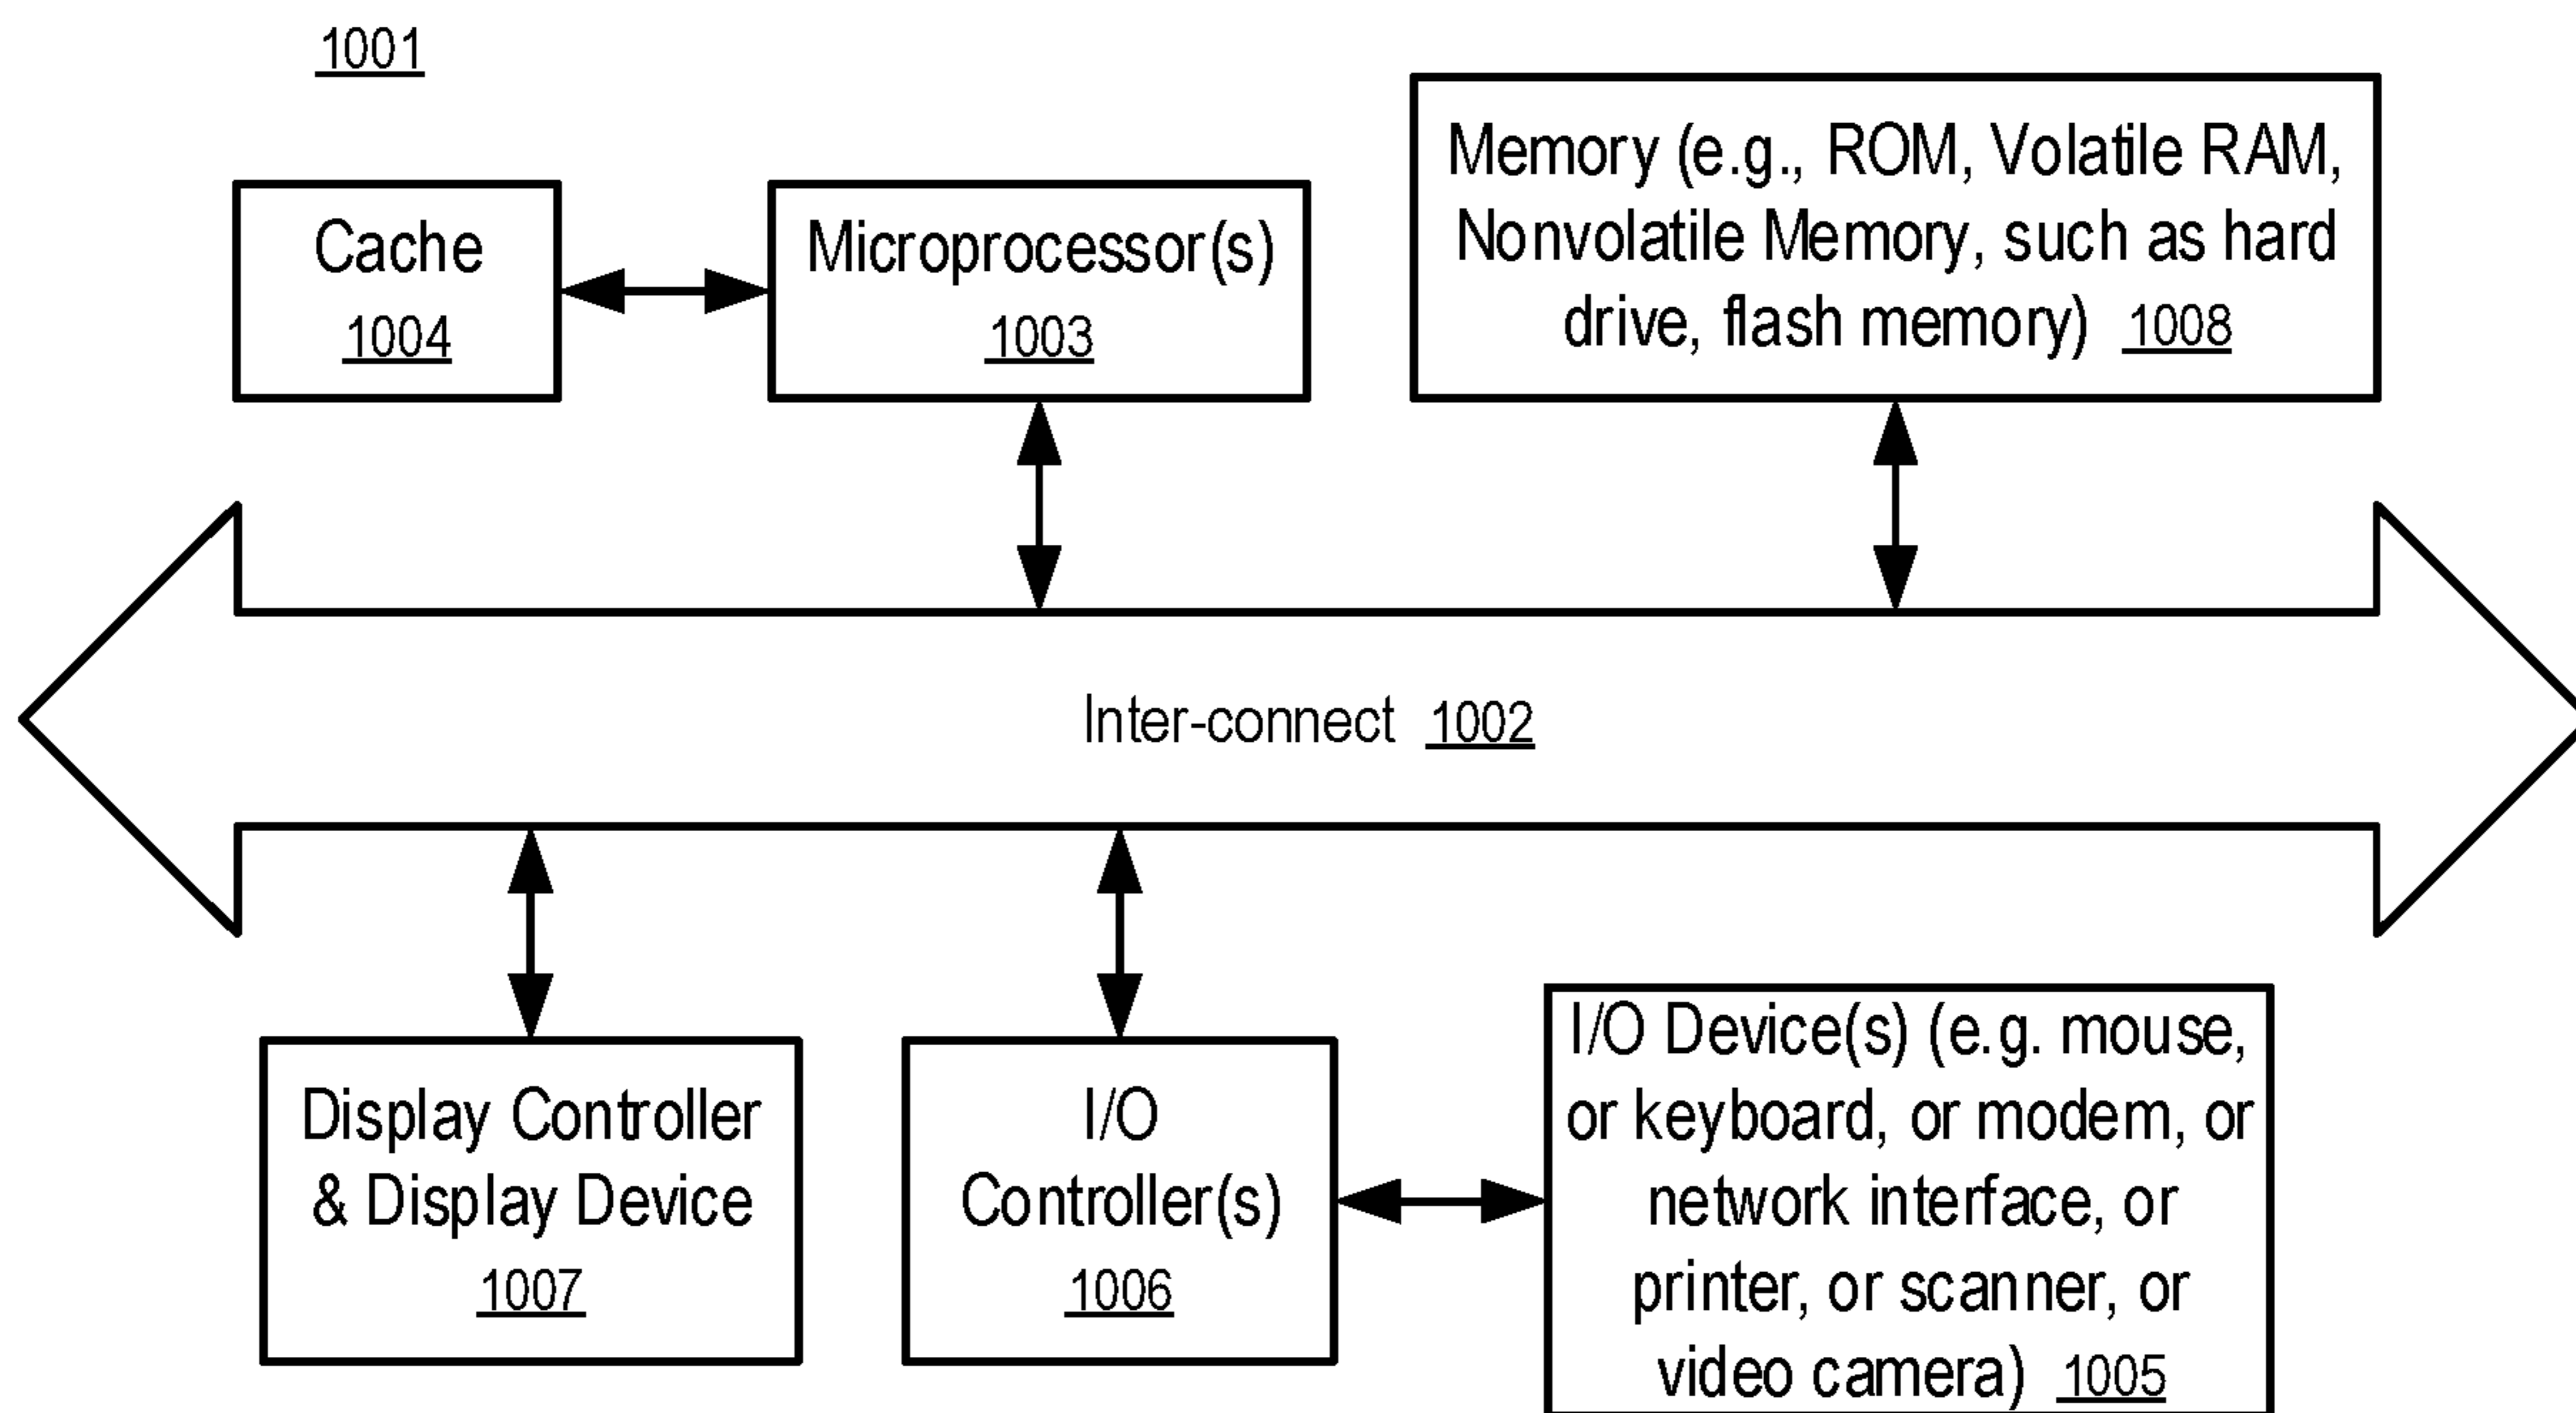 1001
Cache
1004
Microprocessor(s)
1003
Memory (e.g., ROM, Volatile RAM,
Nonvolatile Memory, such as hard
drive, flash memory) 1008
Inter-connect 1002
Display Controller
& Display Device
1007
I/O
Controller(s)
1006
I/O Device(s) (e.g. mouse,
or keyboard, or modem, or
network interface, or
printer, or scanner, or
video camera) 1005